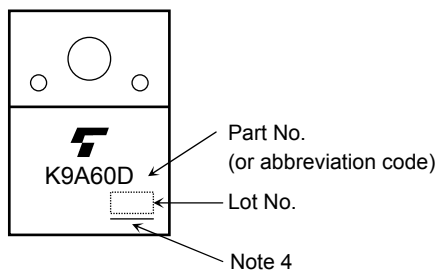 K9A60D
Part No.
(or abbreviation code)
Lot No.
Note 4